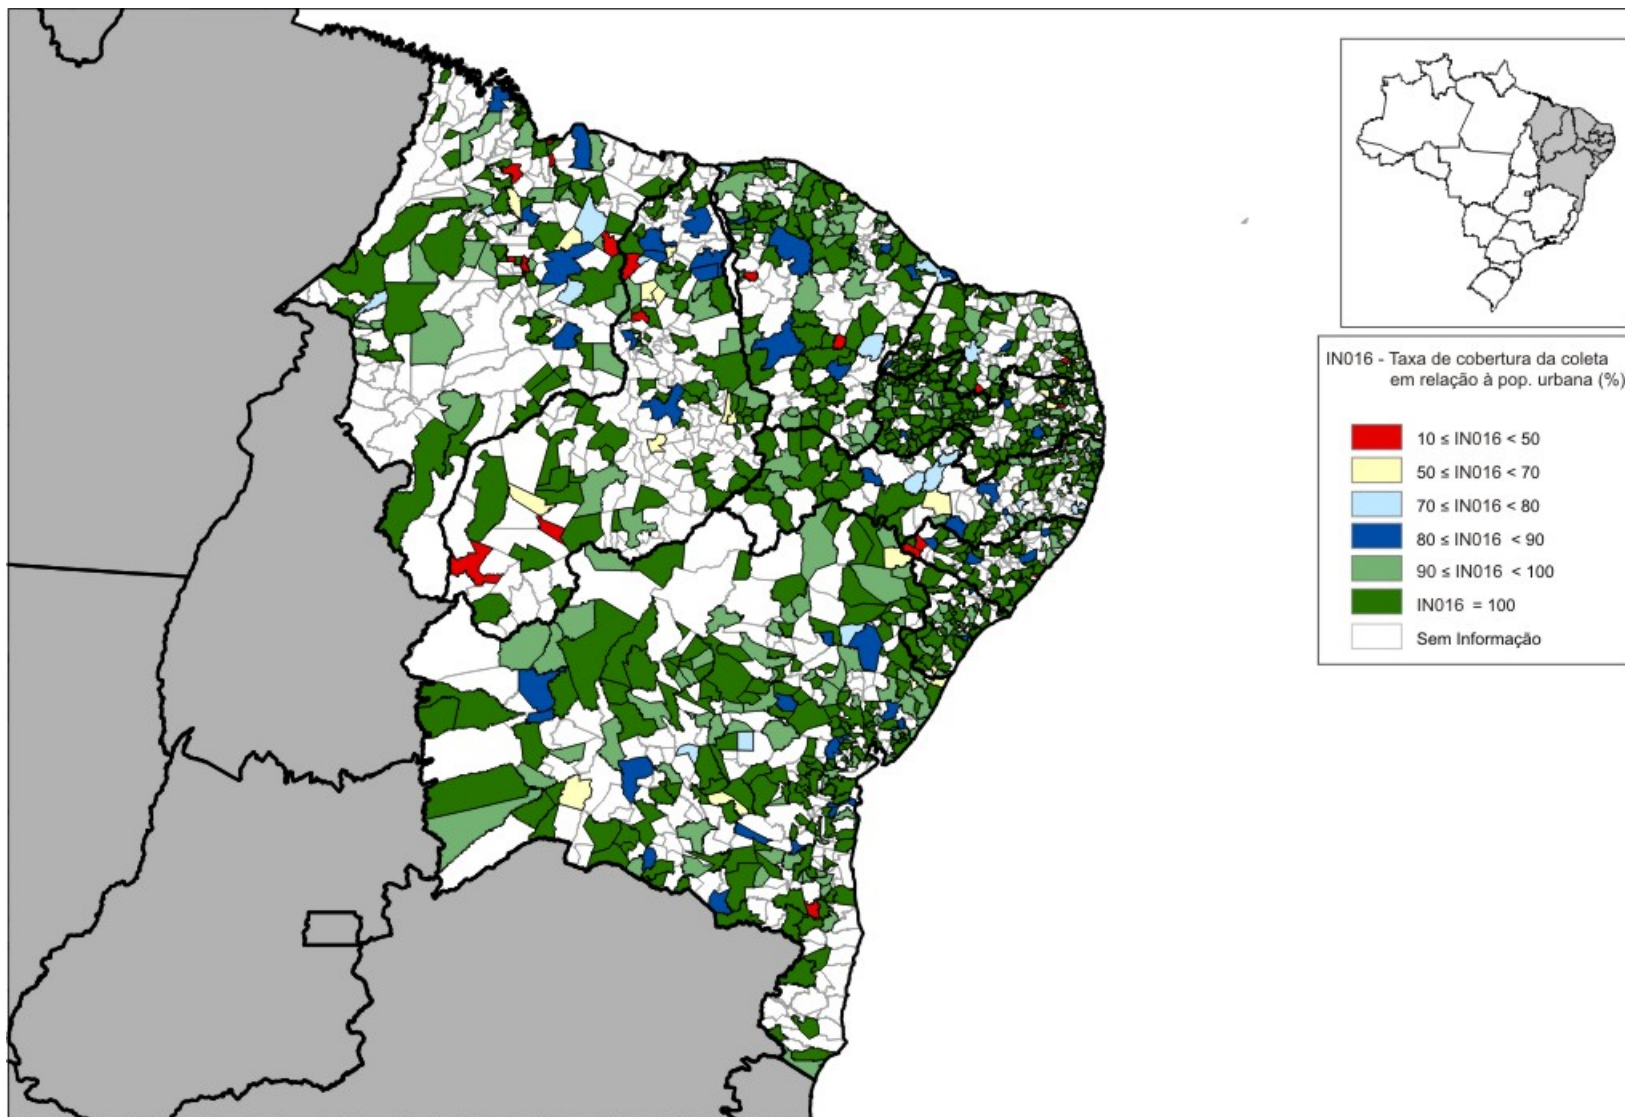 IN016 - Taxa de cobertura da coleta
em relação à pop. urbana (%)
10 ≤ IN016 < 50
50 ≤ IN016 < 70
70 ≤ IN016 < 80
80 ≤ IN016 < 90
90 ≤ IN016 < 100
IN016 = 100
Sem Informação